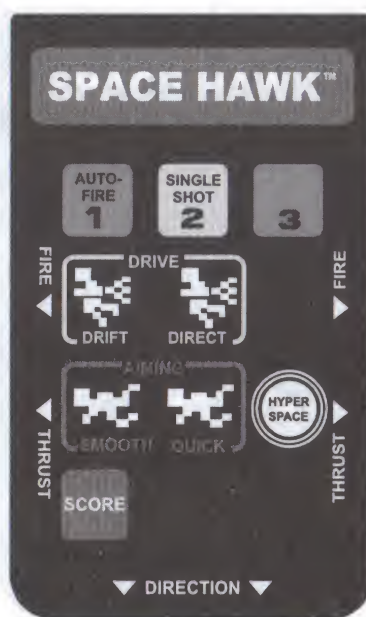 SPACE HAWK™
AUTO-
FIRE
1
SINGLE
SHOT
2
3
FIRE
FIRE
DRIVE
DRIFT
DIRECT
AIMING
SMOOTH
QUICK
HYPER
SPACE
THRUST
THRUST
SCORE
DIRECTION